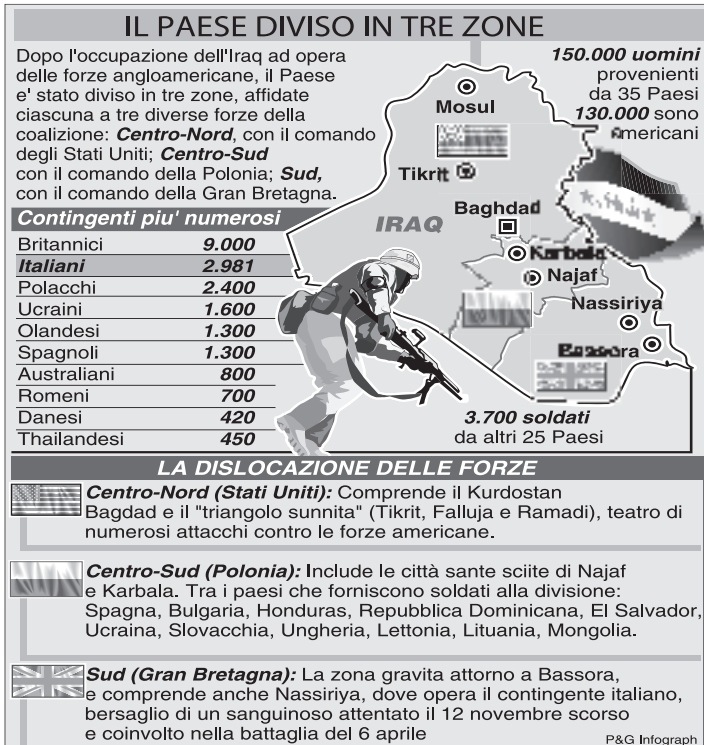 IL PAESE DIVISO IN TRE ZONE
Dopo l'occupazione dell'Iraq ad opera
delle forze angloamericane, il Paese
e' stato diviso in tre zone, affidate
ciascuna a tre diverse forze della
coalizione: Centro-Nord, con il comando
degli Stati Uniti; Centro-Sud
con il comando della Polonia; Sud,
con il comando della Gran Bretagna.
150.000 uomini
provenienti
da 35 Paesi
130.000 sono
americani
Mosul
Tikrit
Baghdad
IRAQ
Karbala
Najaf
Nassiriya
Bassora
Contingenti piu' numerosi
Britannici 9.000
Italiani 2.981
Polacchi 2.400
Ucraini 1.600
Olandesi 1.300
Spagnoli 1.300
Australiani 800
Romeni 700
Danesi 420
Thailandesi 450
3.700 soldati
da altri 25 Paesi
LA DISLOCAZIONE DELLE FORZE
Centro-Nord (Stati Uniti): Comprende il Kurdostan
Bagdad e il "triangolo sunnita" (Tikrit, Falluja e Ramadi), teatro di
numerosi attacchi contro le forze americane.
Centro-Sud (Polonia): Include le città sante sciite di Najaf
e Karbala. Tra i paesi che forniscono soldati alla divisione:
Spagna, Bulgaria, Honduras, Repubblica Dominicana, El Salvador,
Ucraina, Slovacchia, Ungheria, Lettonia, Lituania, Mongolia.
Sud (Gran Bretagna): La zona gravita attorno a Bassora,
e comprende anche Nassiriya, dove opera il contingente italiano,
bersaglio di un sanguinoso attentato il 12 novembre scorso
e coinvolto nella battaglia del 6 aprile
P&G Infograph